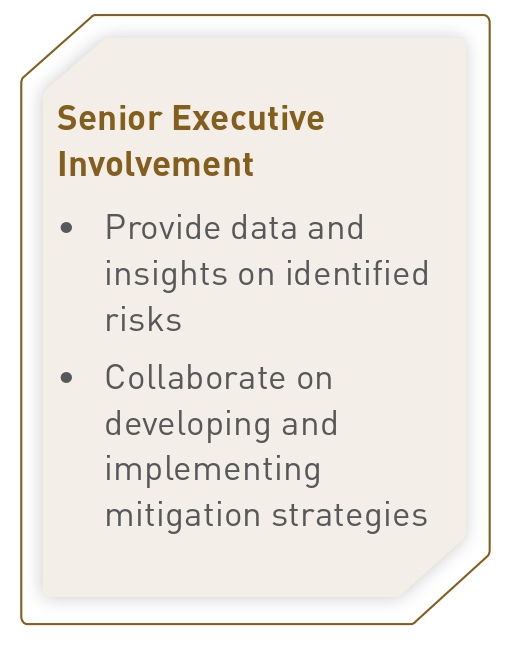 Senior Executive
Involvement
• Provide data and
insights on identified
risks
• Collaborate on
developing and
implementing
mitigation strategies